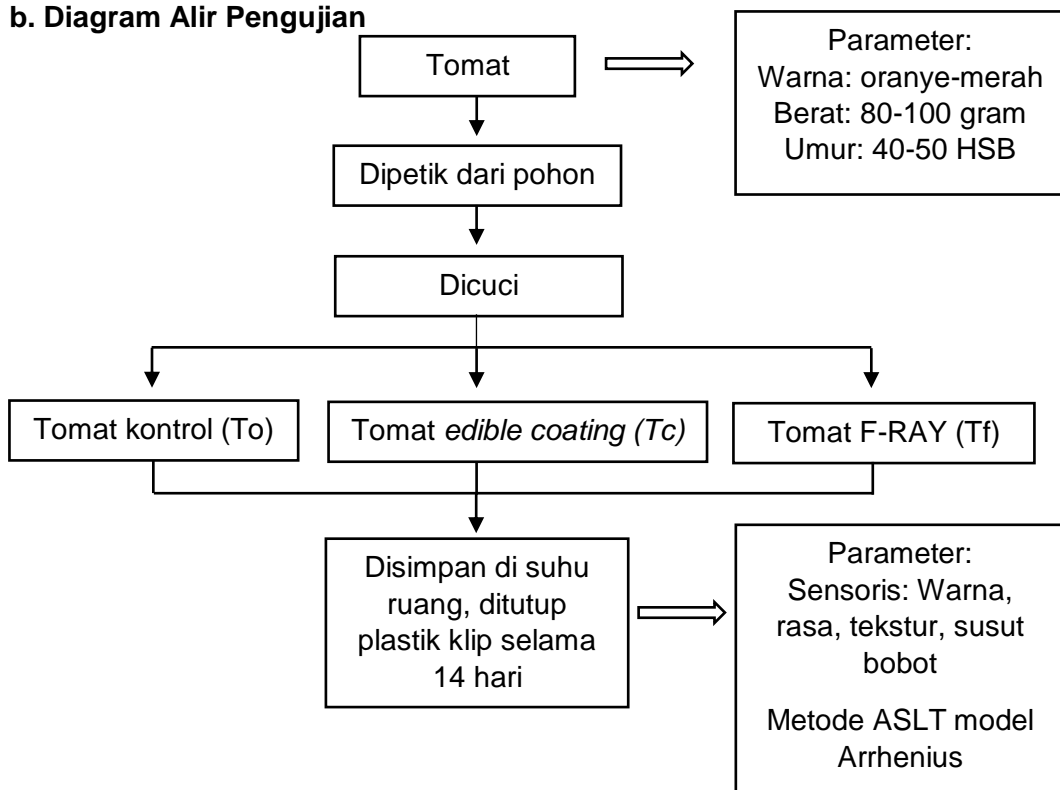 b. Diagram Alir Pengujian
Tomat
Parameter:
Warna: oranye-merah
Berat: 80-100 gram
Umur: 40-50 HSB
Dipetik dari pohon
Dicuci
Tomat kontrol (To)
Tomat edible coating (Tc)
Tomat F-RAY (Tf)
Disimpan di suhu
ruang, ditutup
plastik klip selama
14 hari
Parameter:
Sensoris: Warna,
rasa, tekstur, susut
bobot
Metode ASLT model
Arrhenius